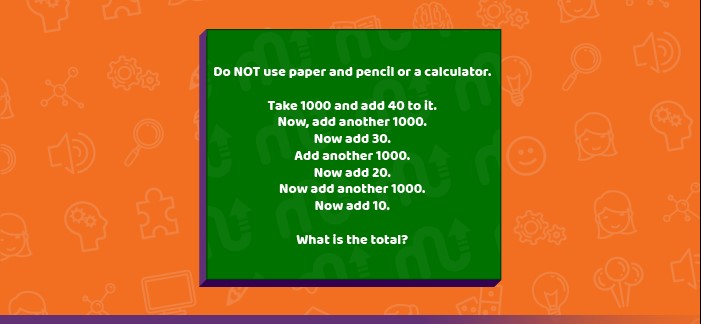 Do NOT use paper and pencil or a calculator.
Take 1000 and add 40 to it.
Now, add another 1000.
Now add 30.
Add another 1000.
Now add 20.
Now add another 1000.
Now add 10.
What is the total?